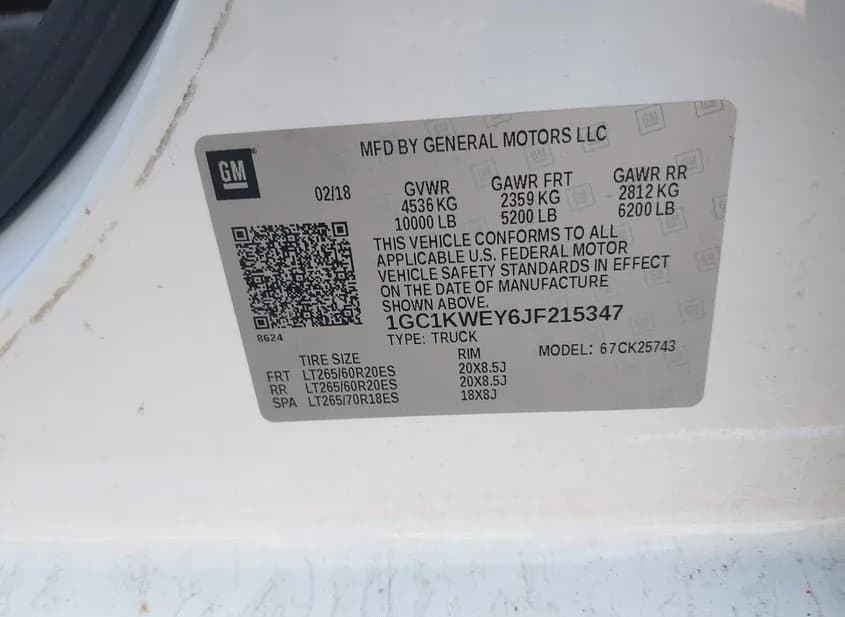 GM
MFD BY GENERAL MOTORS LLC
02/18
GVWR GAWR FRT GAWR RR
4536 KG 2359 KG 2812 KG
10000 LB 5200 LB 6200 LB
THIS VEHICLE CONFORMS TO ALL
APPLICABLE U.S. FEDERAL MOTOR
VEHICLE SAFETY STANDARDS IN EFFECT
ON THE DATE OF MANUFACTURE
SHOWN ABOVE.
1GC1KWEY6JF215347
8624
TYPE: TRUCK MODEL: 67CK25743
TIRE SIZE RIM
FRT LT265/60R20ES 20X8.5J
RR LT265/60R20ES 20X8.5J
SPA LT265/70R18ES 18X8J